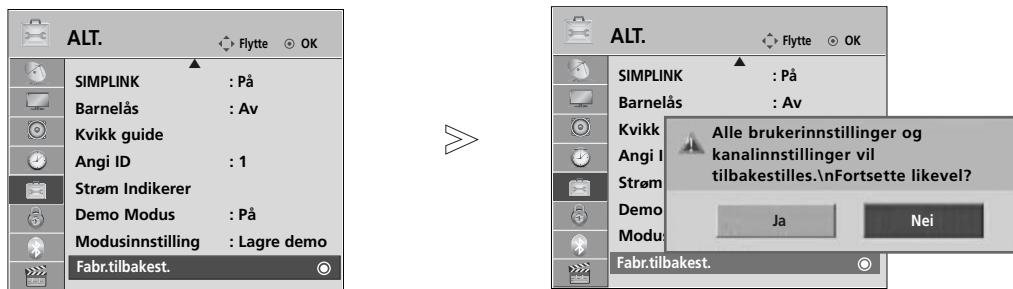 ALT.
Flytte
OK
SIMPLINK : På
Barnelås : Av
Kvikk guide
Angi ID : 1
Strøm Indikerer
Demo Modus : På
Modusinnstilling : Lagre demo
Fabr.tilbakest.
ALT.
Flytte
OK
SIMPLINK : På
Barnelås : Av
Kvikk
Angi I
Strøm
Demo
Modu
Fabr.tilbakest.
Alle brukerinnstillinger og
kanalinnstillinger vil
tilbakestilles.\nFortsette likevel?
Ja
Nei